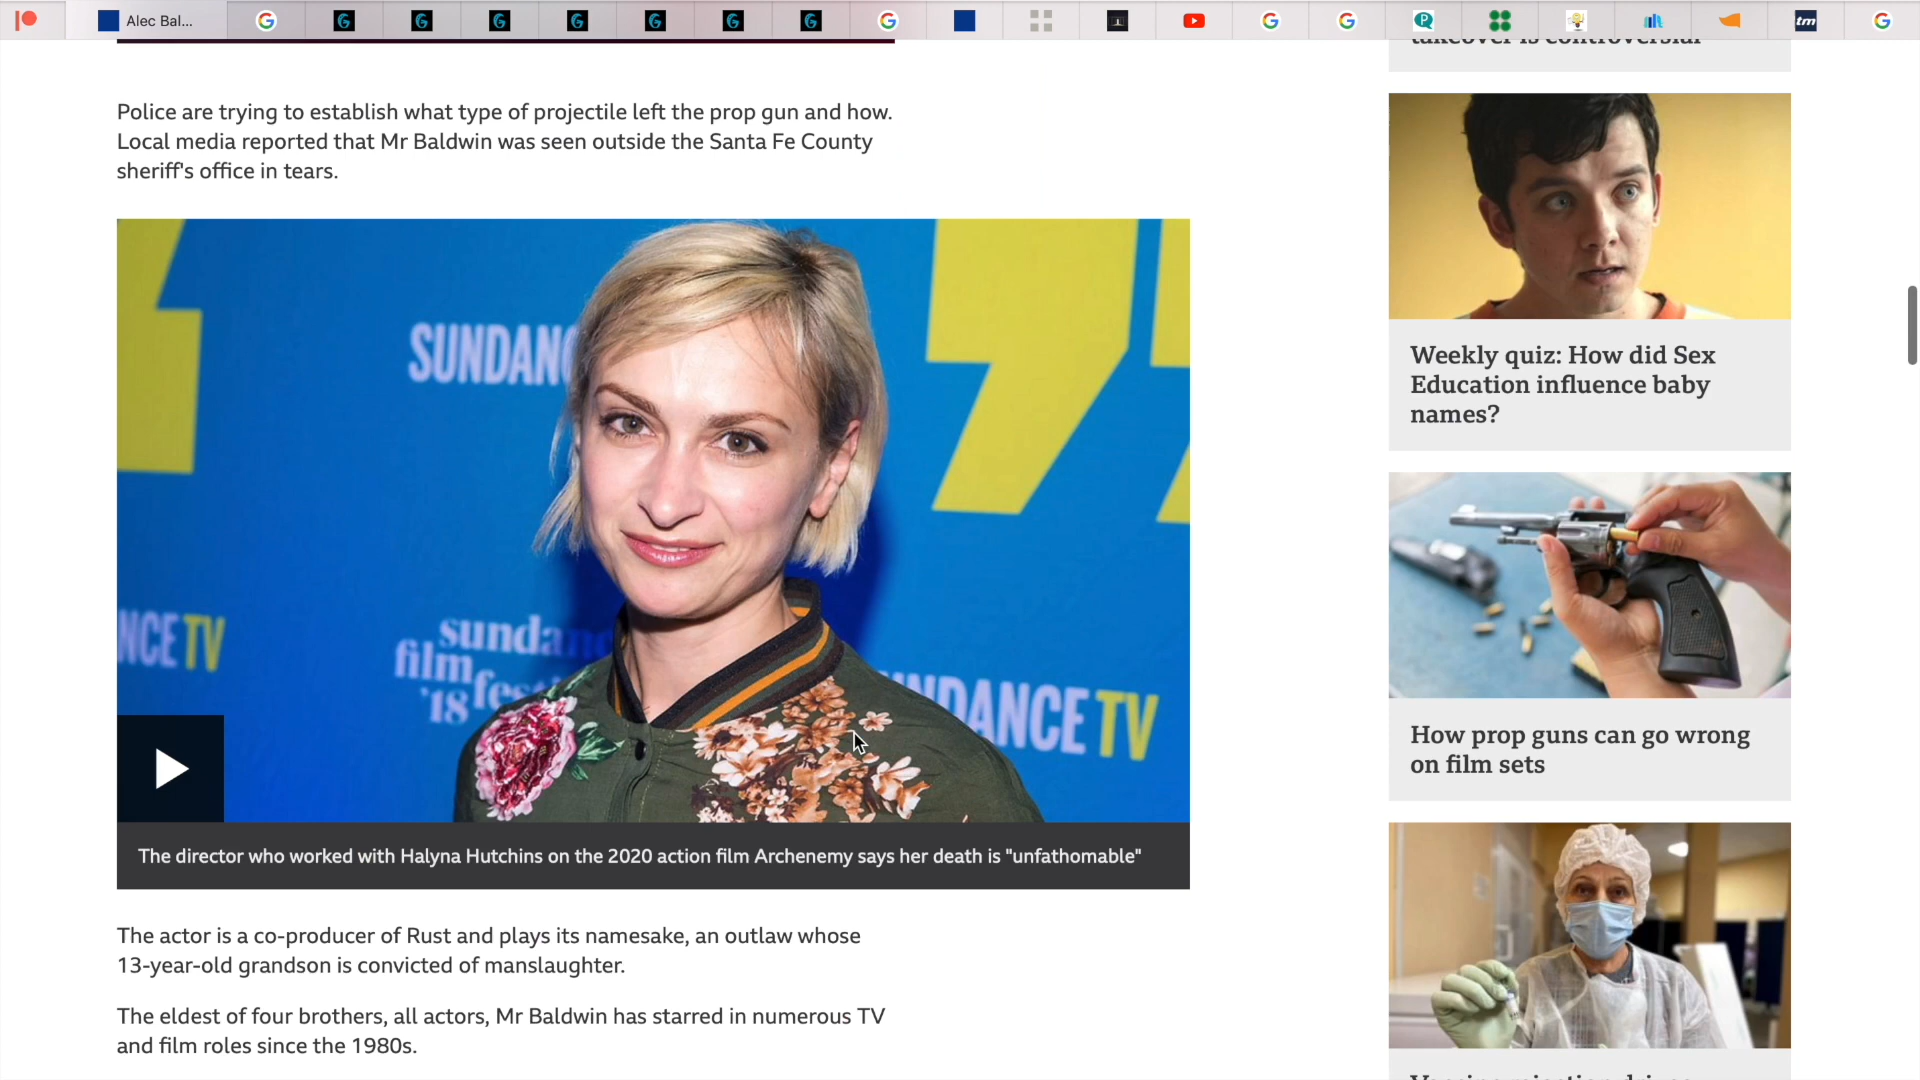 Alec Bal...
tm
takeover is controversial
Police are trying to establish what type of projectile left the prop gun and how.
Local media reported that Mr Baldwin was seen outside the Santa Fe County
sheriff's office in tears.
SUNDANC
NCE TV
sundanc
film
'18 fes
NDANCE TV
The director who worked with Halyna Hutchins on the 2020 action film Archenemy says her death is "unfathomable"
The actor is a co-producer of Rust and plays its namesake, an outlaw whose
13-year-old grandson is convicted of manslaughter.
The eldest of four brothers, all actors, Mr Baldwin has starred in numerous TV
and film roles since the 1980s.
Weekly quiz: How did Sex
Education influence baby
names?
How prop guns can go wrong
on film sets